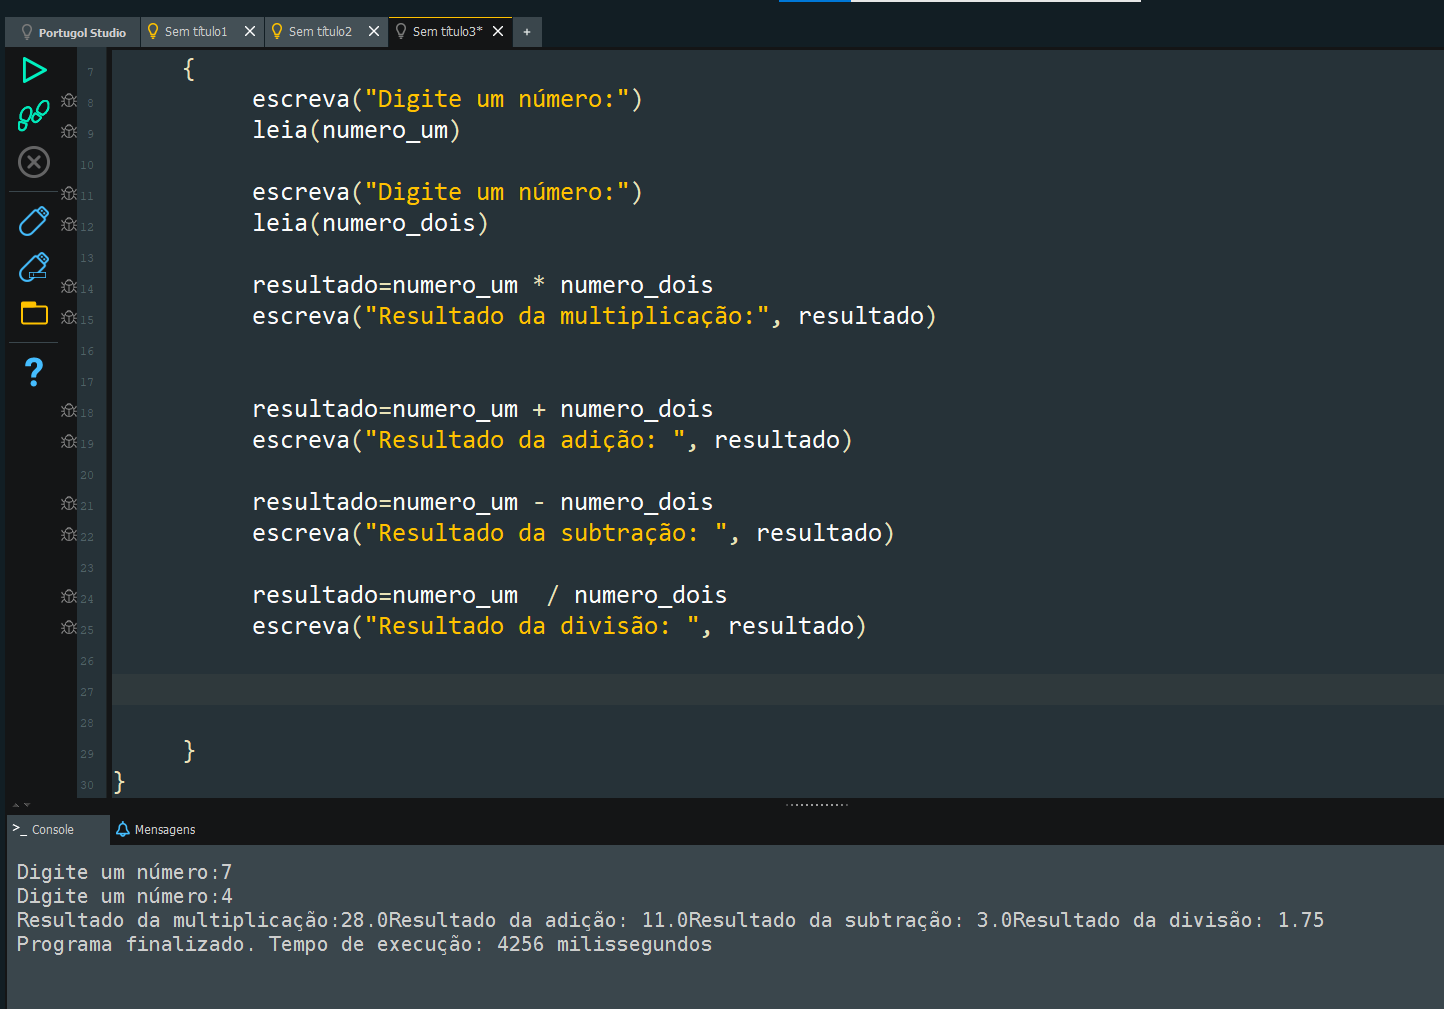 Portugol Studio Sem título1 Sem título2 Sem título3* +
7 {
8 escreva("Digite um número:")
9 leia(numero_um)
10
11 escreva("Digite um número:")
12 leia(numero_dois)
13
14 resultado=numero_um * numero_dois
15 escreva("Resultado da multiplicação:", resultado)
16
17
18 resultado=numero_um + numero_dois
19 escreva("Resultado da adição: ", resultado)
20
21 resultado=numero_um - numero_dois
22 escreva("Resultado da subtração: ", resultado)
23
24 resultado=numero_um  / numero_dois
25 escreva("Resultado da divisão: ", resultado)
26
27
28
29 }
30 }
>_ Console Mensagens
Digite um número:7
Digite um número:4
Resultado da multiplicação:28.0Resultado da adição: 11.0Resultado da subtração: 3.0Resultado da divisão: 1.75
Programa finalizado. Tempo de execução: 4256 milissegundos